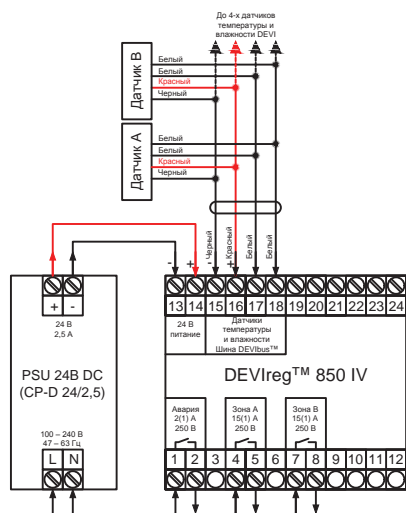 До 4-х датчиков
температуры и
влажности DEVI
Датчик В
Белый
Белый
Красный
Черный
Датчик А
Белый
Белый
Красный
Черный
- Черный
+ Красный
Белый
Белый
- +
+ -
24 В
2,5 А
PSU 24В DC
(CP-D 24/2,5)
100 – 240 В
47 – 63 Гц
L N
13 14 15 16 17 18 19 20 21 22 23 24
24 В
питание
Датчики
температуры
и влажности
Шина DEVIbus™
DEVIreg™ 850 IV
Авария
2(1) А
250 В
Зона А
15(1) А
250 В
Зона В
15(1) А
250 В
1 2 3 4 5 6 7 8 9 10 11 12